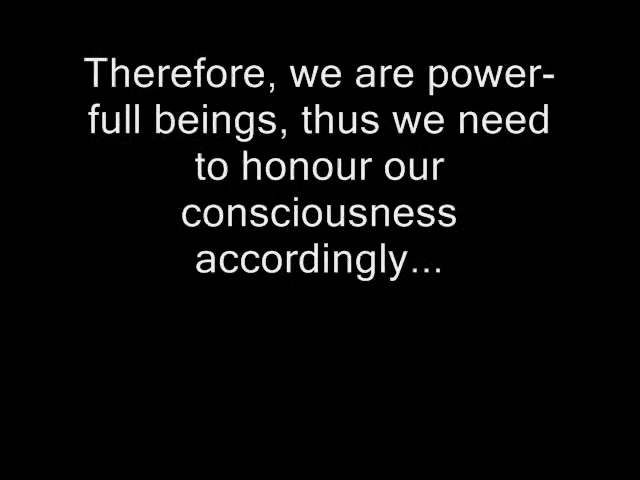 Therefore, we are power-
full beings, thus we need
to honour our
consciousness
accordingly...